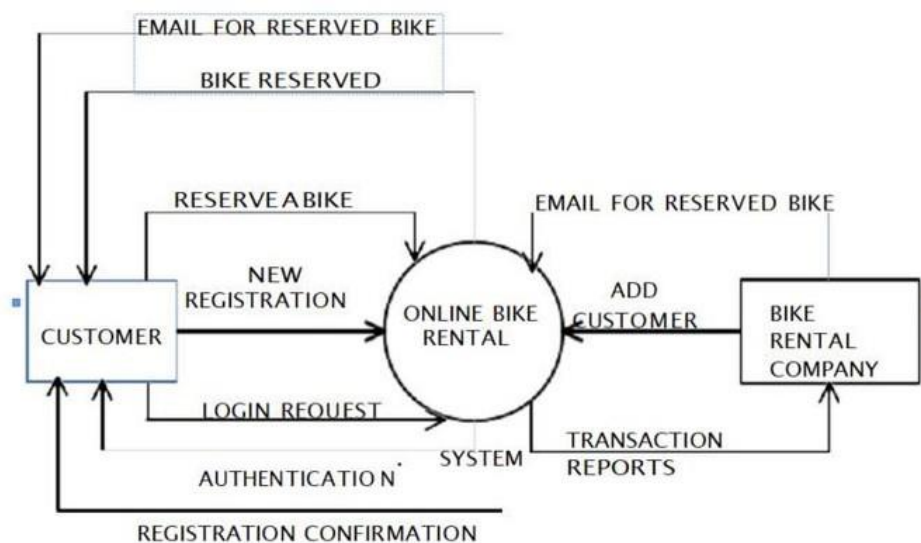 EMAIL FOR RESERVED BIKE
BIKE RESERVED
RESERVE A BIKE
EMAIL FOR RESERVED BIKE
NEW
REGISTRATION
ADD
CUSTOMER
CUSTOMER
ONLINE BIKE
RENTAL
BIKE
RENTAL
COMPANY
LOGIN REQUEST
SYSTEM
TRANSACTION
REPORTS
AUTHENTICATION
REGISTRATION CONFIRMATION